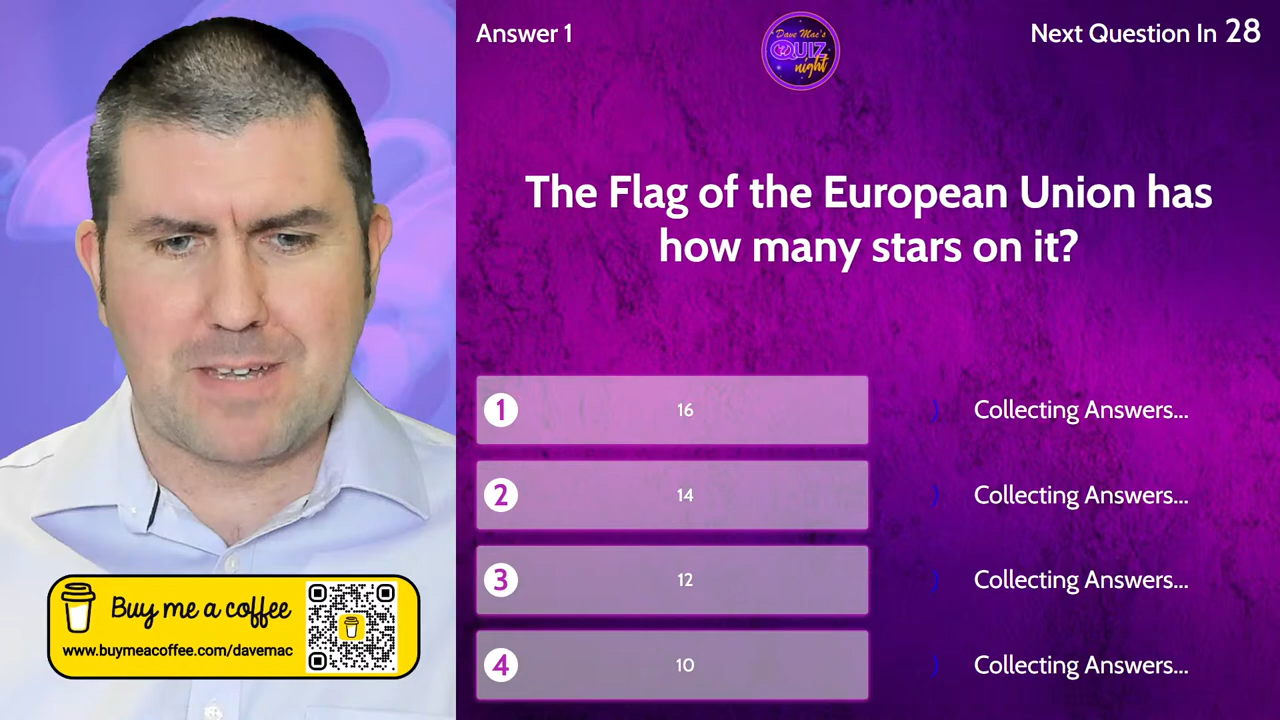 Answer 1
Dave Mac's
QUIZ
night
Next Question In 28
The Flag of the European Union has
how many stars on it?
1 16 Collecting Answers...
2 14 Collecting Answers...
3 12 Collecting Answers...
4 10 Collecting Answers...
Buy me a coffee
www.buymeacoffee.com/davemac